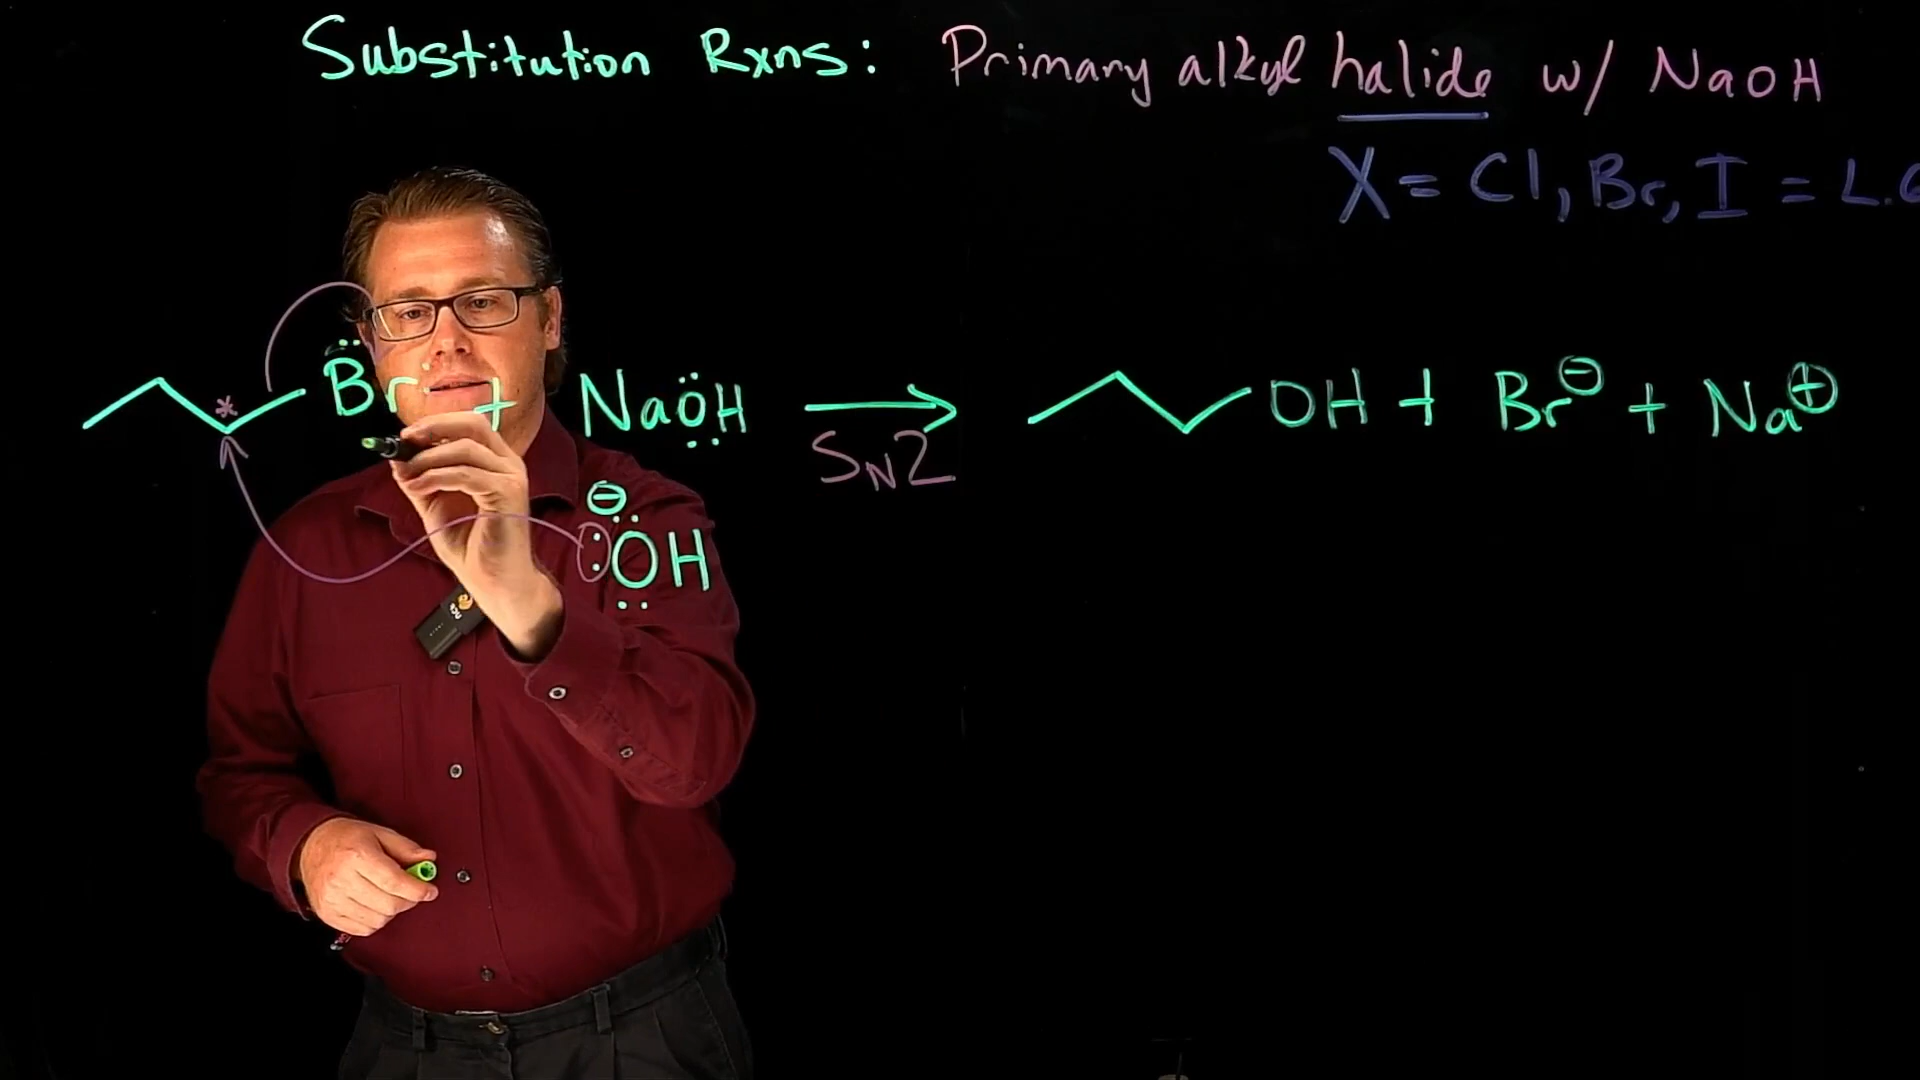 Substitution Rxns: Primary alkyl halide w/ NaOH
X = Cl, Br, I = L.G
* Br + NaOH → OH + Br⊖ + Na⊕
SN2
⊖
:OH